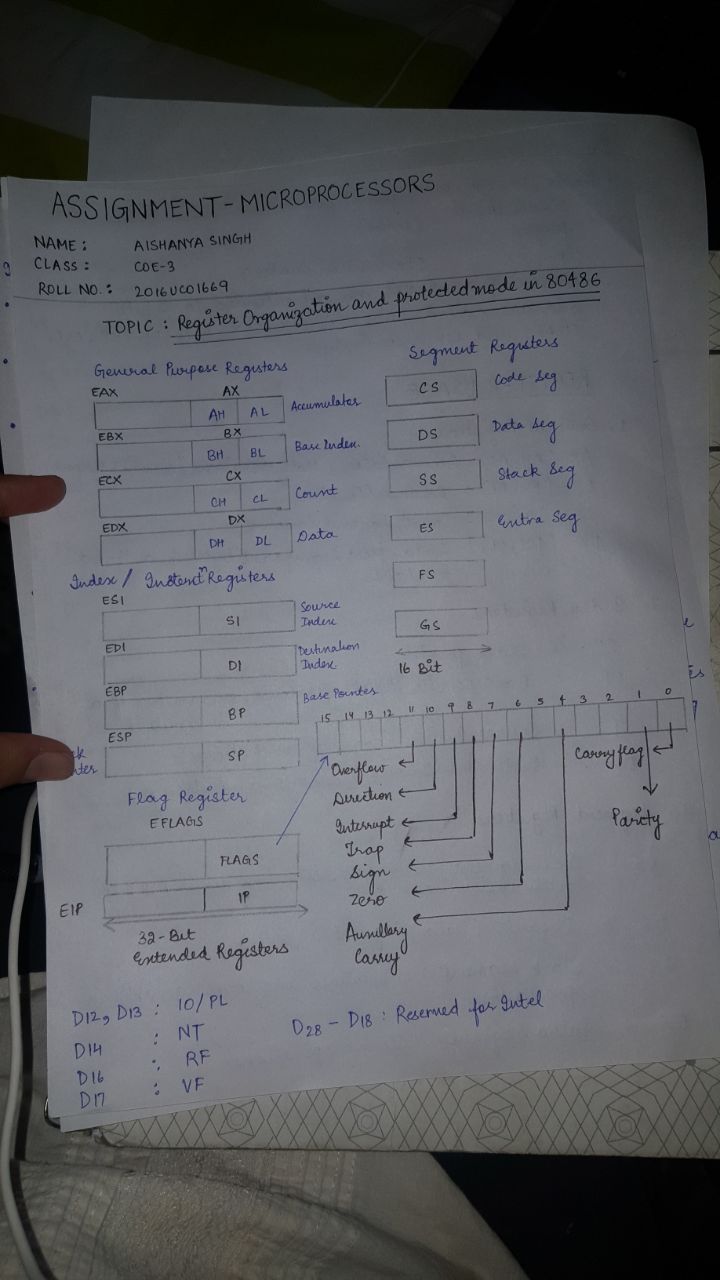 ASSIGNMENT - MICROPROCESSORS
NAME : AISHANYA SINGH
CLASS : COE-3
ROLL NO. : 2016UCO1669
TOPIC : Register Organization and protected mode in 80486
General Purpose Registers
EAX AX
AH AL Accumulator
EBX BX
BH BL Base Index.
ECX CX
CH CL Count
EDX DX
DH DL Data
Segment Registers
CS Code Seg
DS Data Seg
SS Stack Seg
ES Extra Seg
FS
GS
16 Bit
Index / Registers
ESI
SI Source Index
EDI
DI Destination Index
EBP
BP Base Pointer
ESP
SP
Flag Register
EFLAGS
FLAGS
EIP IP
32-Bit
Extended Registers
15 14 13 12 11 10 9 8 7 6 5 4 3 2 1 0
Overflow
Direction
Interrupt
Trap
Sign
Zero
Auxillary
Carry
Carry flag
Parity
D12, D13 : IO/PL
D14 : NT
D16 : RF
D17 : VF
D28 - D18 : Reserved for Intel